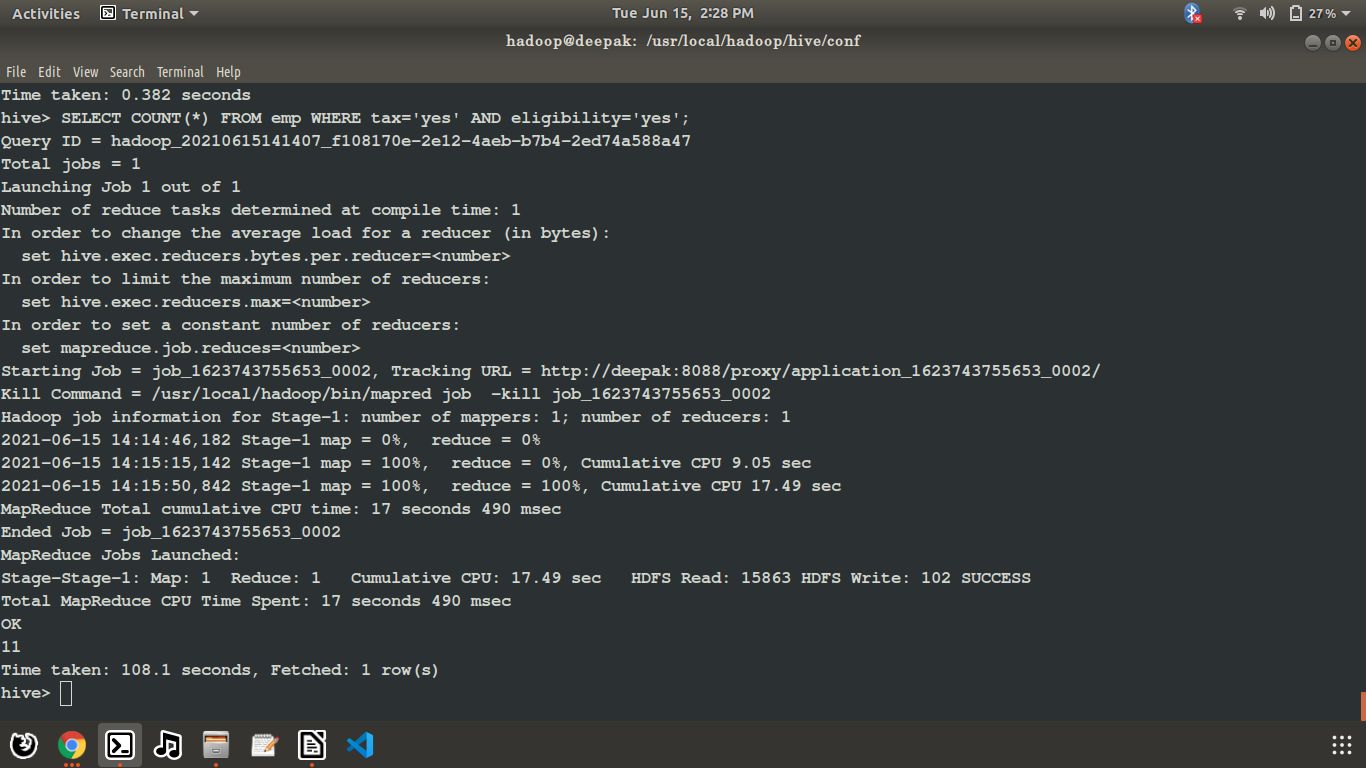 Activities Terminal Tue Jun 15, 2:28 PM 27%
hadoop@deepak: /usr/local/hadoop/hive/conf
File Edit View Search Terminal Help
Time taken: 0.382 seconds
hive> SELECT COUNT(*) FROM emp WHERE tax='yes' AND eligibility='yes';
Query ID = hadoop_20210615141407_f108170e-2e12-4aeb-b7b4-2ed74a588a47
Total jobs = 1
Launching Job 1 out of 1
Number of reduce tasks determined at compile time: 1
In order to change the average load for a reducer (in bytes):
  set hive.exec.reducers.bytes.per.reducer=<number>
In order to limit the maximum number of reducers:
  set hive.exec.reducers.max=<number>
In order to set a constant number of reducers:
  set mapreduce.job.reduces=<number>
Starting Job = job_1623743755653_0002, Tracking URL = http://deepak:8088/proxy/application_1623743755653_0002/
Kill Command = /usr/local/hadoop/bin/mapred job  -kill job_1623743755653_0002
Hadoop job information for Stage-1: number of mappers: 1; number of reducers: 1
2021-06-15 14:14:46,182 Stage-1 map = 0%,  reduce = 0%
2021-06-15 14:15:15,142 Stage-1 map = 100%,  reduce = 0%, Cumulative CPU 9.05 sec
2021-06-15 14:15:50,842 Stage-1 map = 100%,  reduce = 100%, Cumulative CPU 17.49 sec
MapReduce Total cumulative CPU time: 17 seconds 490 msec
Ended Job = job_1623743755653_0002
MapReduce Jobs Launched:
Stage-Stage-1: Map: 1  Reduce: 1   Cumulative CPU: 17.49 sec   HDFS Read: 15863 HDFS Write: 102 SUCCESS
Total MapReduce CPU Time Spent: 17 seconds 490 msec
OK
11
Time taken: 108.1 seconds, Fetched: 1 row(s)
hive>